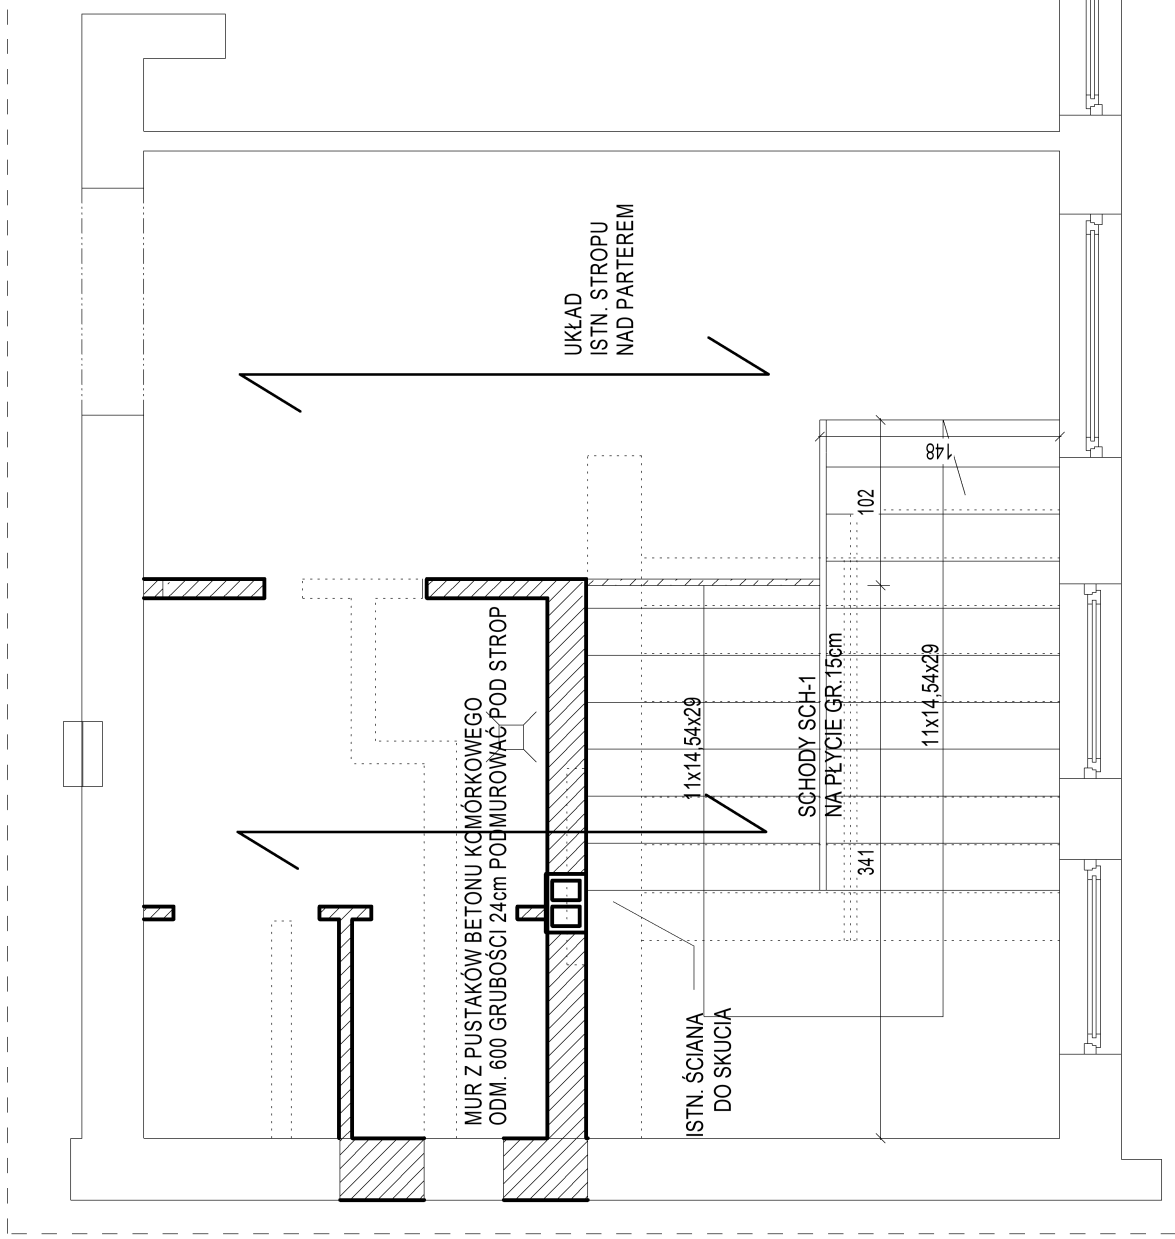 UKŁAD
ISTN. STROPU
NAD PARTEREM
148
102
MUR Z PUSTAKÓW BETONU KOMÓRKOWEGO
ODM. 600 GRUBOŚCI 24cm PODMUROWAĆ POD STROP
11x14,54x29
SCHODY SCH-1
NA PŁYCIE GR.15cm
11x14,54x29
341
ISTN. ŚCIANA
DO SKUCIA